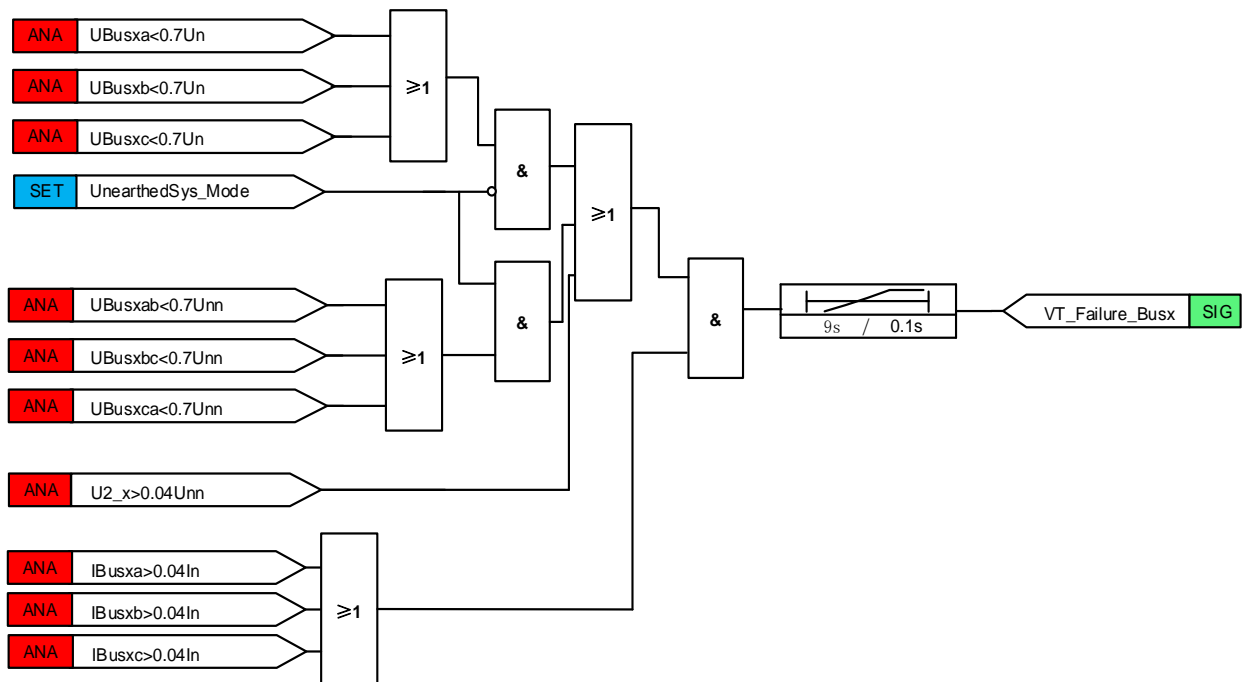 ANA UBusxa<0.7Un
ANA UBusxb<0.7Un
ANA UBusxc<0.7Un
SET UnearthedSys_Mode
≥1
&
≥1
ANA UBusxab<0.7Unn
ANA UBusxbc<0.7Unn
ANA UBusxca<0.7Unn
≥1
&
&
9s / 0.1s
VT_Failure_Busx SIG
ANA U2_x>0.04Unn
ANA IBusxa>0.04In
ANA IBusxb>0.04In
ANA IBusxc>0.04In
≥1